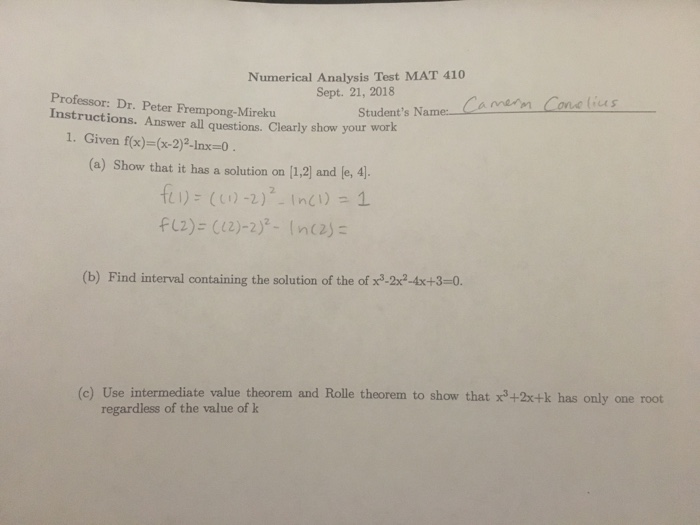 Numerical Analysis Test MAT 410
Sept. 21, 2018
Professor: Dr. Peter Frempong-Mireku
Student's Name: Camern Conelius
Instructions. Answer all questions. Clearly show your work
1. Given f(x)=(x-2)²-lnx=0 .
(a) Show that it has a solution on [1,2] and [e, 4].
f(1) = ((1)-2)² - ln(1) = 1
f(2) = ((2)-2)² - ln(2) =
(b) Find interval containing the solution of the of x³-2x²-4x+3=0.
(c) Use intermediate value theorem and Rolle theorem to show that x³+2x+k has only one root
regardless of the value of k